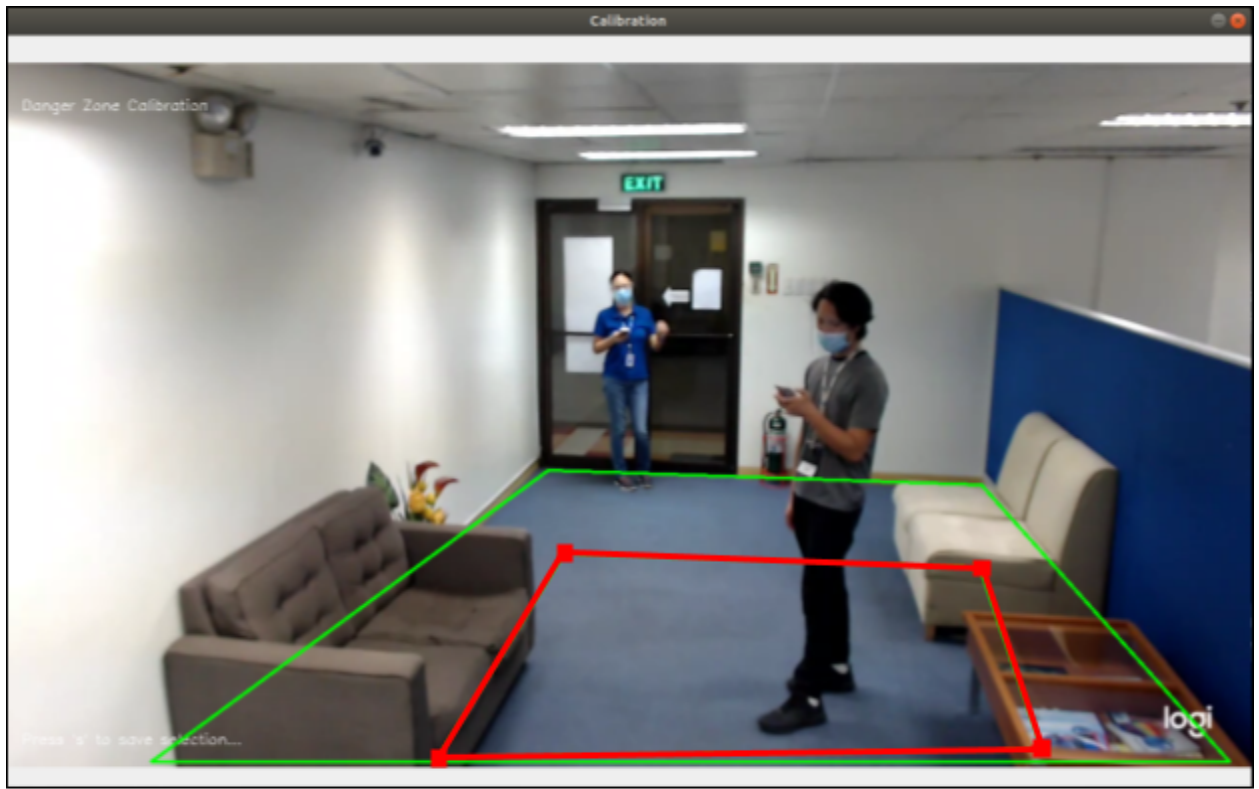 Calibration
Danger Zone Calibration
EXIT
Press 's' to save selection...
logi